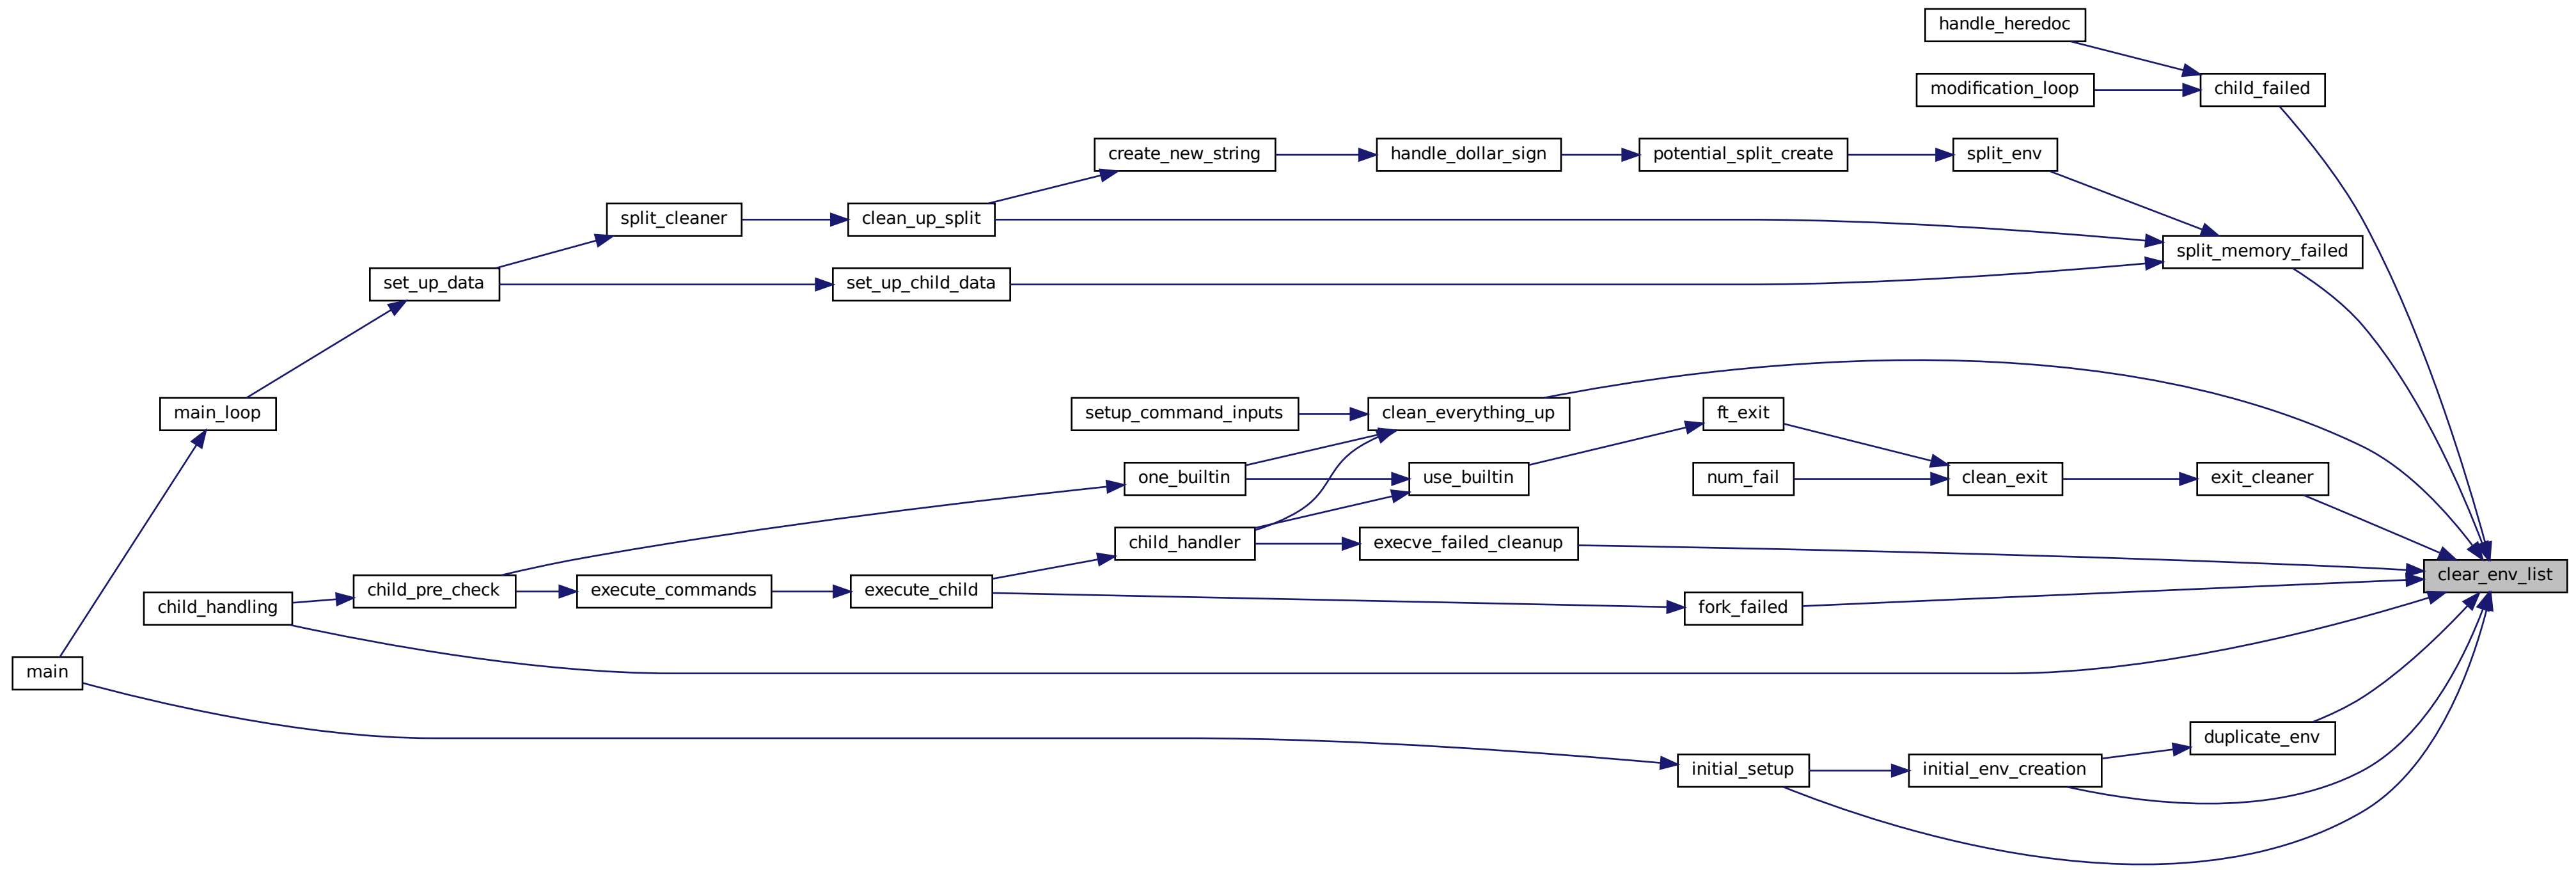 handle_heredoc
modification_loop
child_failed
create_new_string
handle_dollar_sign
potential_split_create
split_env
split_cleaner
clean_up_split
split_memory_failed
set_up_data
set_up_child_data
main_loop
setup_command_inputs
clean_everything_up
ft_exit
one_builtin
use_builtin
num_fail
clean_exit
exit_cleaner
child_handler
execve_failed_cleanup
clear_env_list
child_pre_check
execute_commands
execute_child
child_handling
fork_failed
main
duplicate_env
initial_setup
initial_env_creation